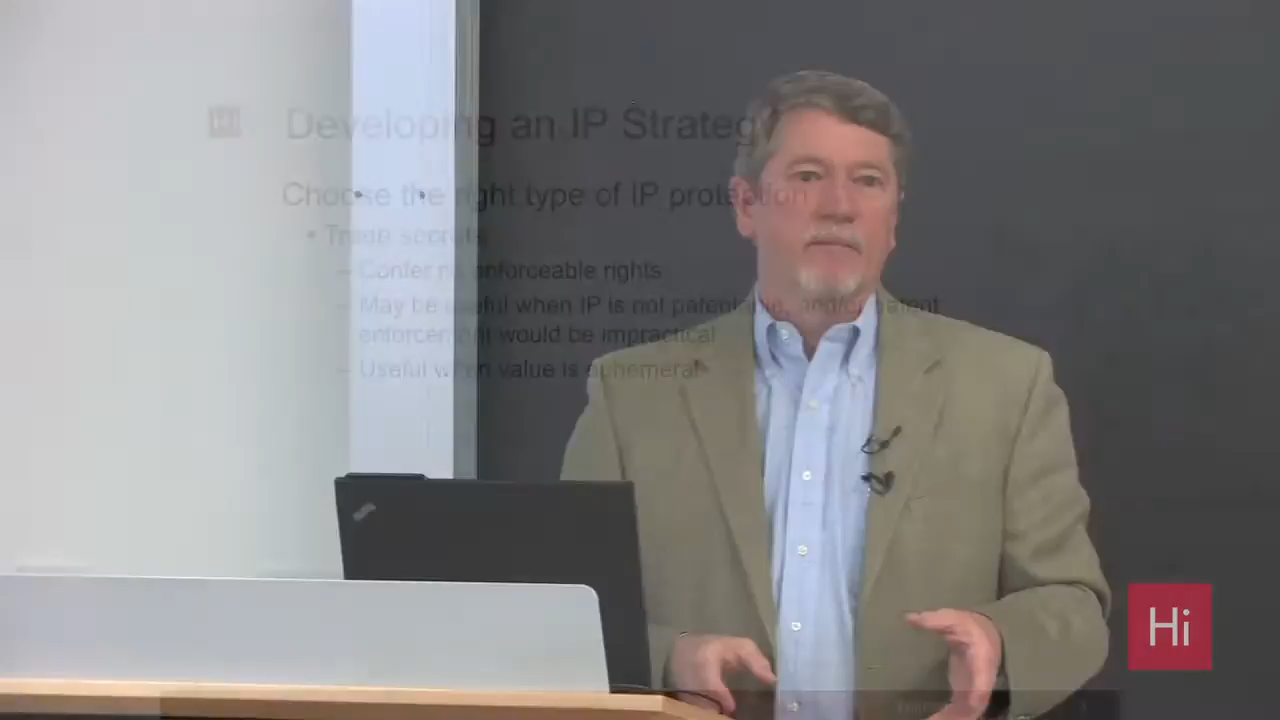 Developing an IP Strategy
Choose the right type of IP protection
• Trade secrets
– Confer no enforceable rights
– May be useful when IP is not patentable, and/or patent
enforcement would be impractical
– Useful when value is ephemeral
Hi